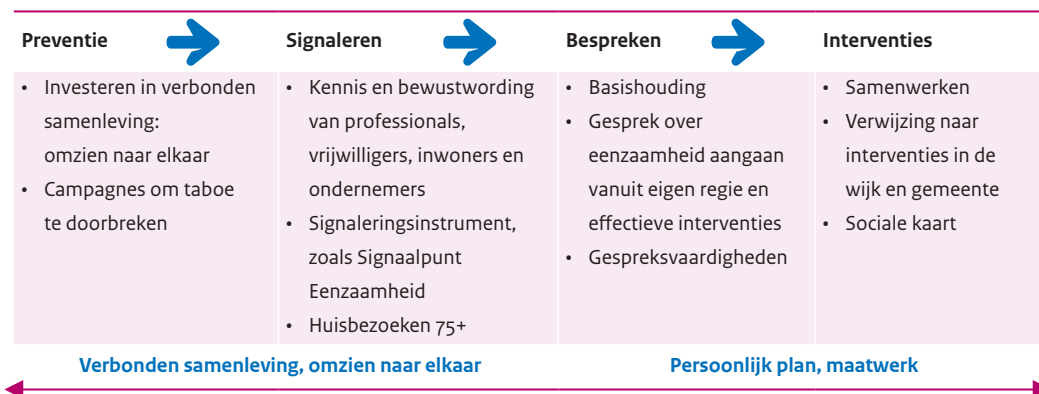 Preventie
Signaleren
Bespreken
Interventies
• Investeren in verbonden
samenleving:
omzien naar elkaar
• Campagnes om taboe
te doorbreken
• Kennis en bewustwording
van professionals,
vrijwilligers, inwoners en
ondernemers
• Signaleringsinstrument,
zoals Signaalpunt
Eenzaamheid
• Huisbezoeken 75+
• Basishouding
• Gesprek over
eenzaamheid aangaan
vanuit eigen regie en
effectieve interventies
• Gespreksvaardigheden
• Samenwerken
• Verwijzing naar
interventies in de
wijk en gemeente
• Sociale kaart
Verbonden samenleving, omzien naar elkaar
Persoonlijk plan, maatwerk